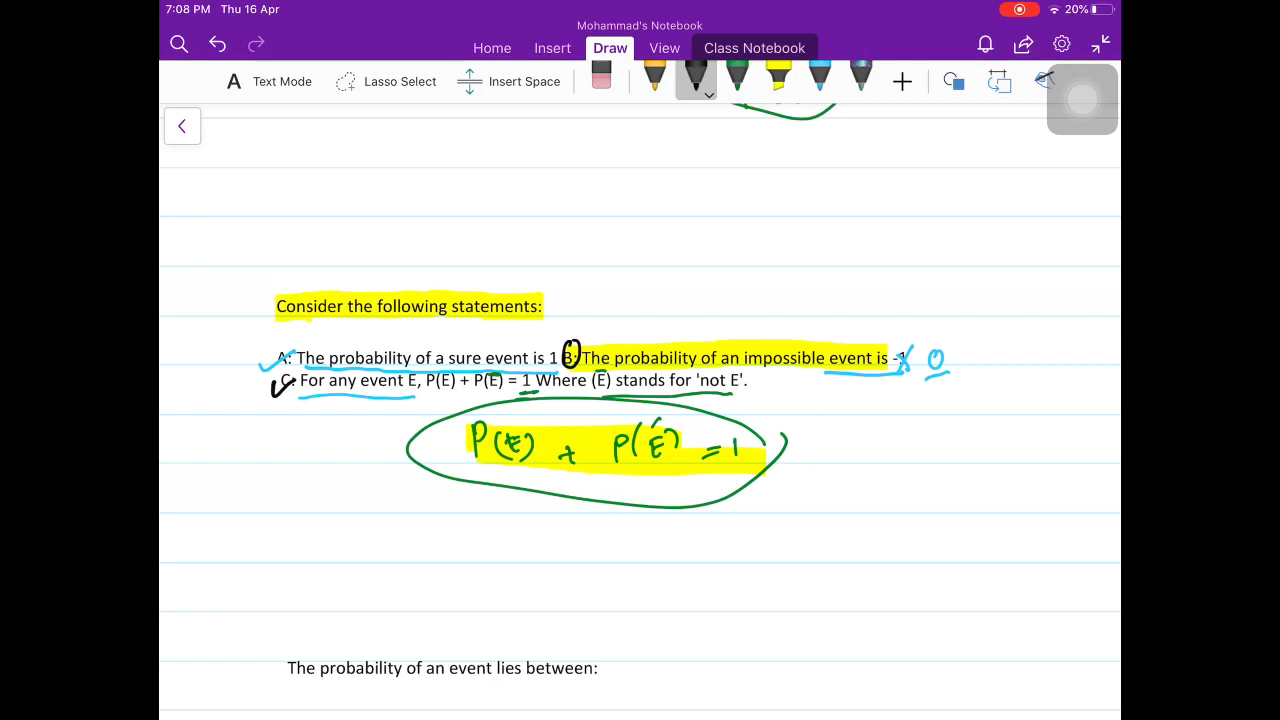 7:08 PM Thu 16 Apr
20%
Mohammad's Notebook
Home Insert Draw View Class Notebook
A Text Mode Lasso Select Insert Space
Consider the following statements:
A: The probability of a sure event is 1 B: The probability of an impossible event is -1 0
C: For any event E, P(E) + P(E) = 1 Where (E) stands for 'not E'.
P(E) + P(E') = 1
The probability of an event lies between: